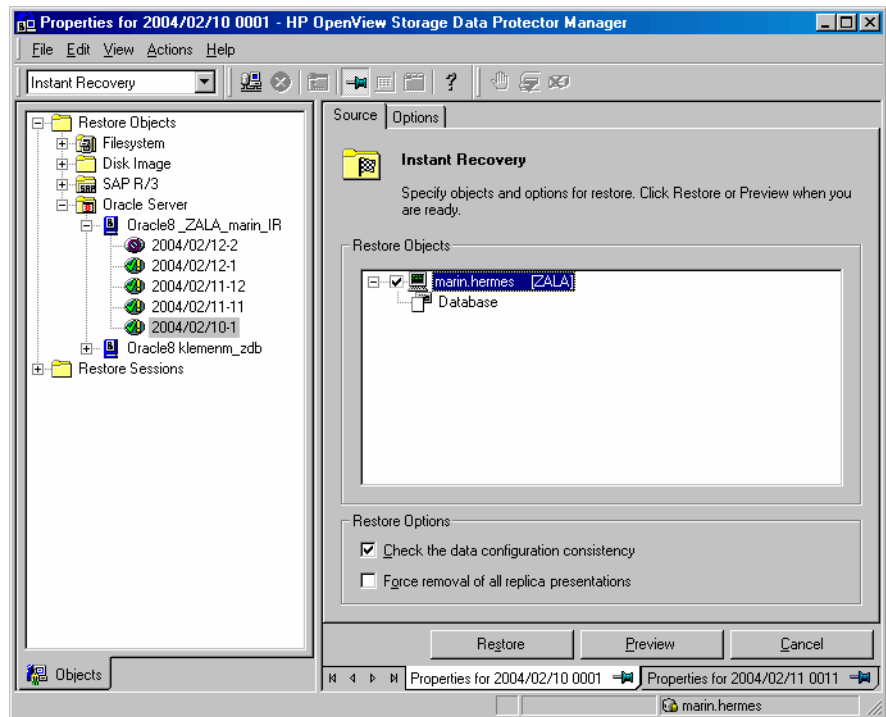 Properties for 2004/02/10 0001 - HP OpenView Storage Data Protector Manager
File Edit View Actions Help
Instant Recovery
Restore Objects
Filesystem
Disk Image
SAP R/3
Oracle Server
Oracle8 _ZALA_marin_IR
2004/02/12-2
2004/02/12-1
2004/02/11-12
2004/02/11-11
2004/02/10-1
Oracle8 klemenm_zdb
Restore Sessions
Objects
Source Options
Instant Recovery
Specify objects and options for restore. Click Restore or Preview when you
are ready.
Restore Objects
marin.hermes [ZALA]
Database
Restore Options
Check the data configuration consistency
Force removal of all replica presentations
Restore Preview Cancel
Properties for 2004/02/10 0001 Properties for 2004/02/11 0011
marin.hermes